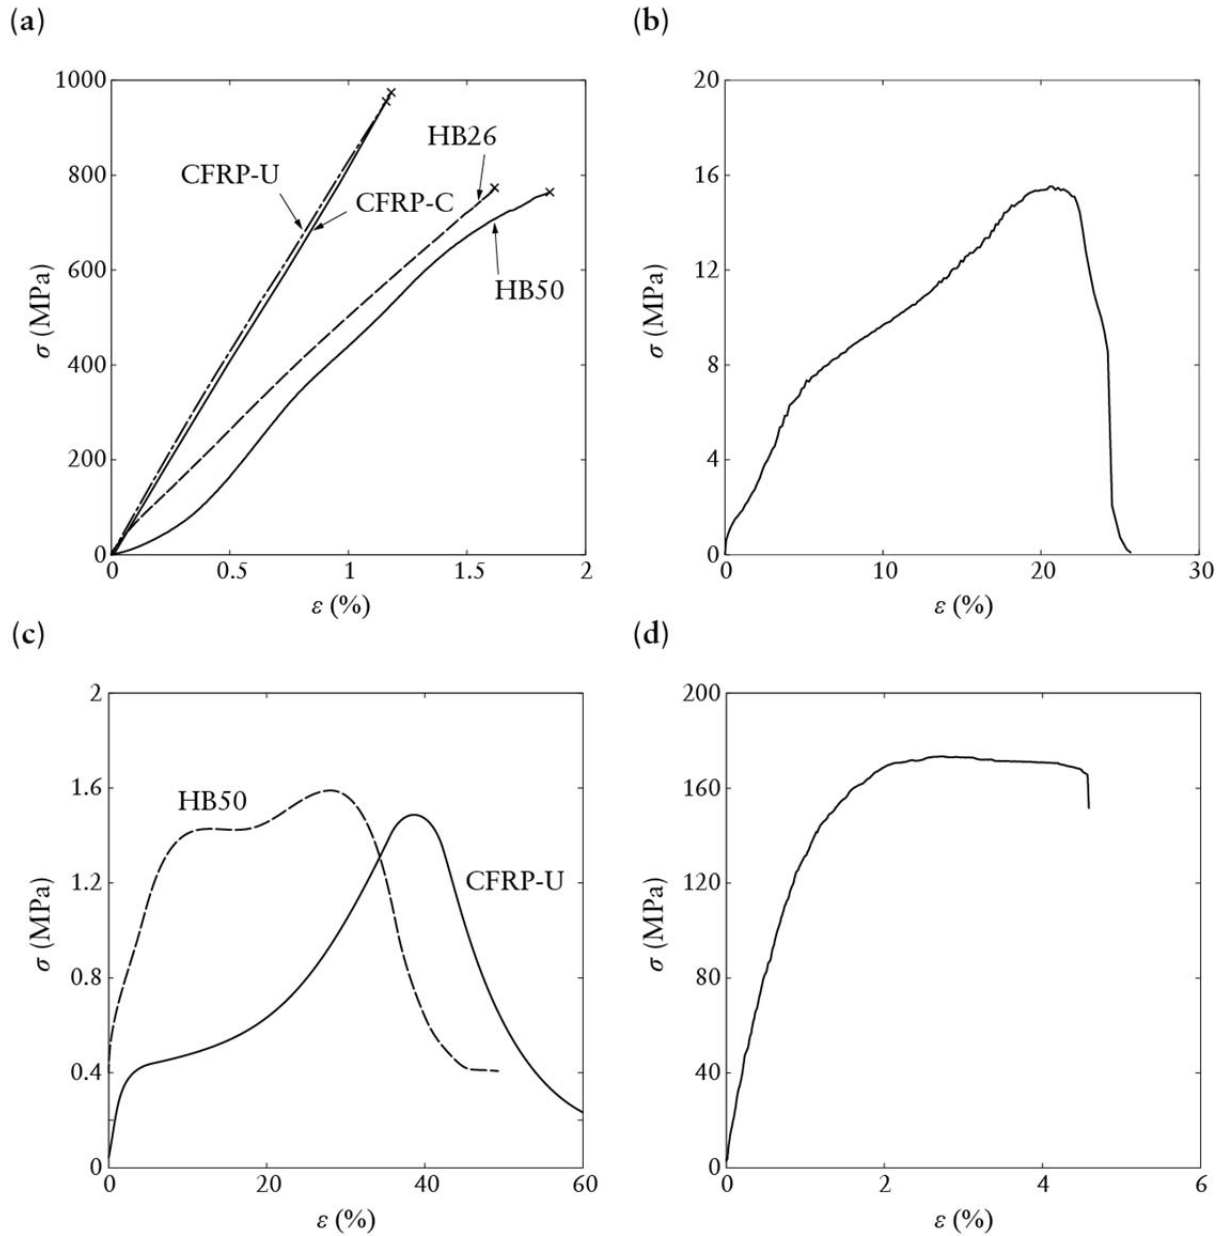 (a)
1000
800
600
400
200
0
σ (MPa)
CFRP-U
CFRP-C
HB26
HB50
0 0.5 1 1.5 2
ε (%)
(b)
20
16
12
8
4
0
σ (MPa)
0 10 20 30
ε (%)
(c)
2
1.6
1.2
0.8
0.4
0
σ (MPa)
HB50
CFRP-U
0 20 40 60
ε (%)
(d)
200
160
120
80
40
0
σ (MPa)
0 2 4 6
ε (%)